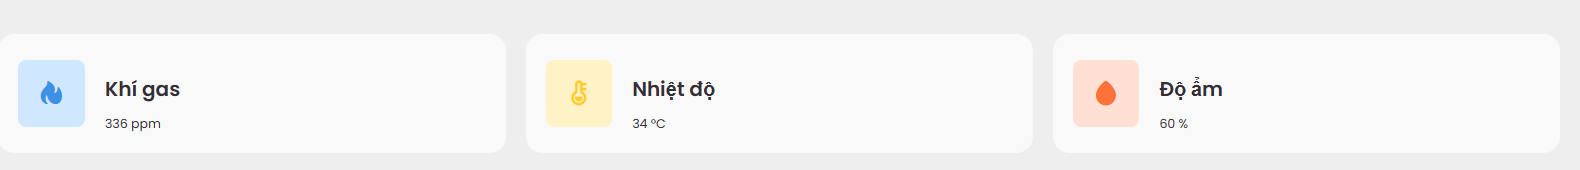 Khí gas
336 ppm
Nhiệt độ
34 °C
Độ ẩm
60 %